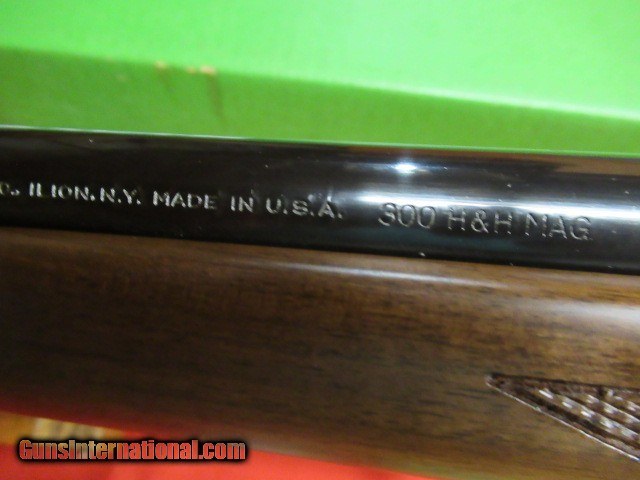 o., ILION, N.Y. MADE IN U.S.A. 300 H&H MAG
GunsInternational.com